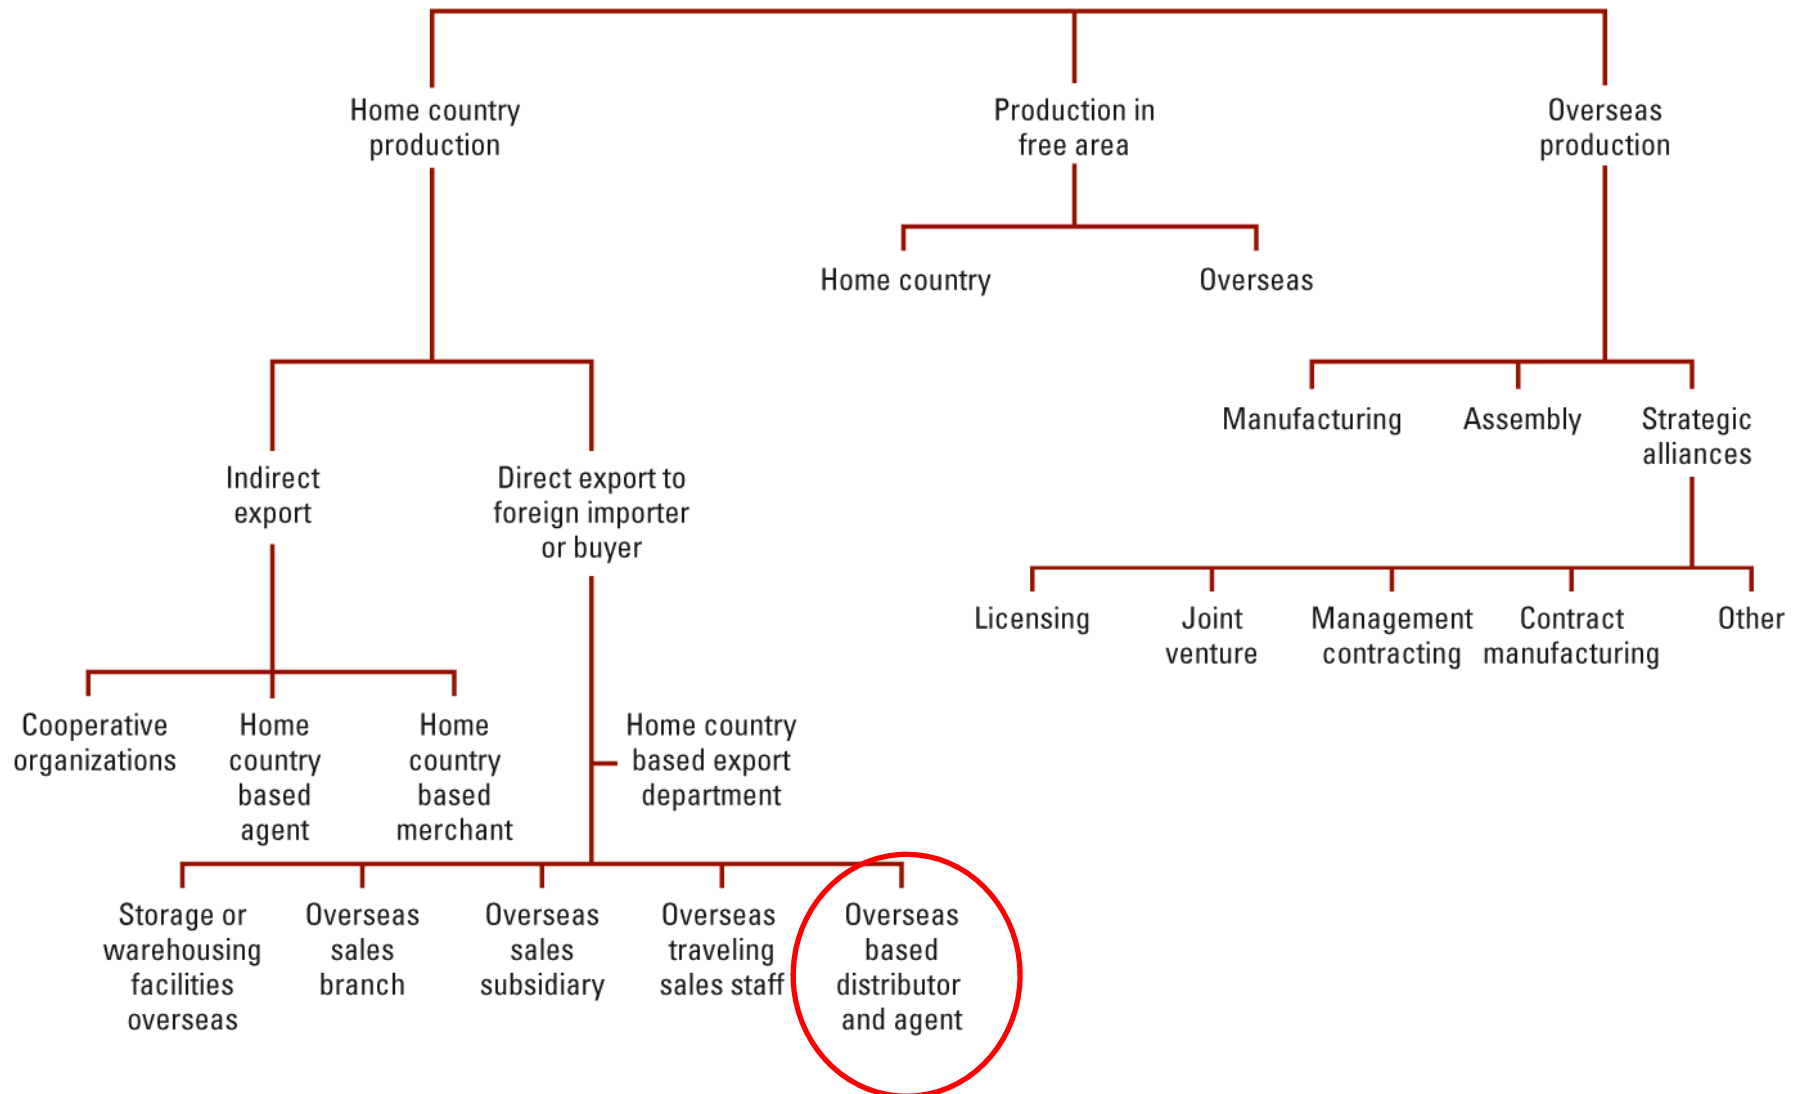 Home country
production
Production in
free area
Overseas
production
Home country
Overseas
Manufacturing
Assembly
Strategic
alliances
Indirect
export
Direct export to
foreign importer
or buyer
Licensing
Joint
venture
Management
contracting
Contract
manufacturing
Other
Cooperative
organizations
Home
country
based
agent
Home
country
based
merchant
Home country
based export
department
Storage or
warehousing
facilities
overseas
Overseas
sales
branch
Overseas
sales
subsidiary
Overseas
traveling
sales staff
Overseas
based
distributor
and agent